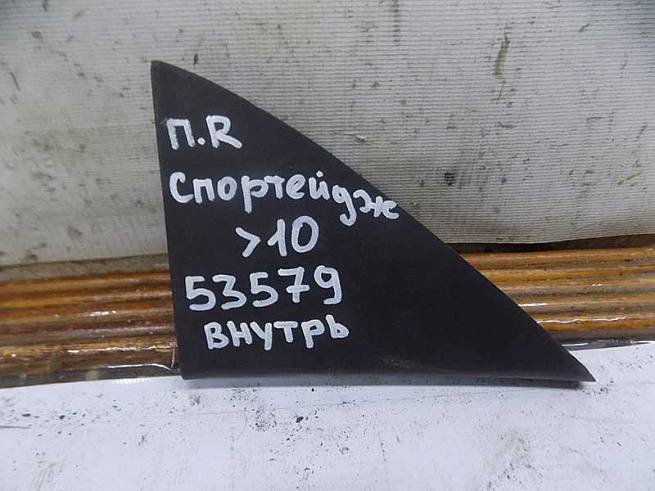 П.R
Спортейдж
>10
53579
внутрь